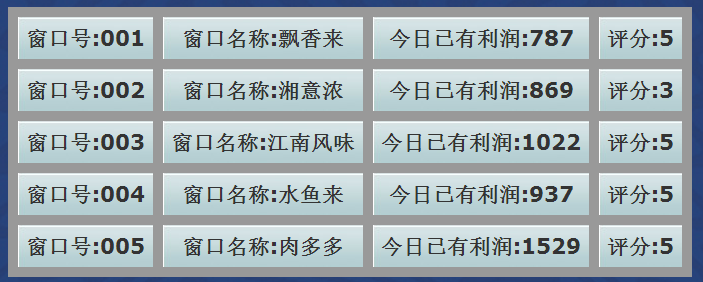 窗口号:001 窗口名称:飘香来 今日已有利润:787 评分:5
窗口号:002 窗口名称:湘意浓 今日已有利润:869 评分:3
窗口号:003 窗口名称:江南风味 今日已有利润:1022 评分:5
窗口号:004 窗口名称:水鱼来 今日已有利润:937 评分:5
窗口号:005 窗口名称:肉多多 今日已有利润:1529 评分:5